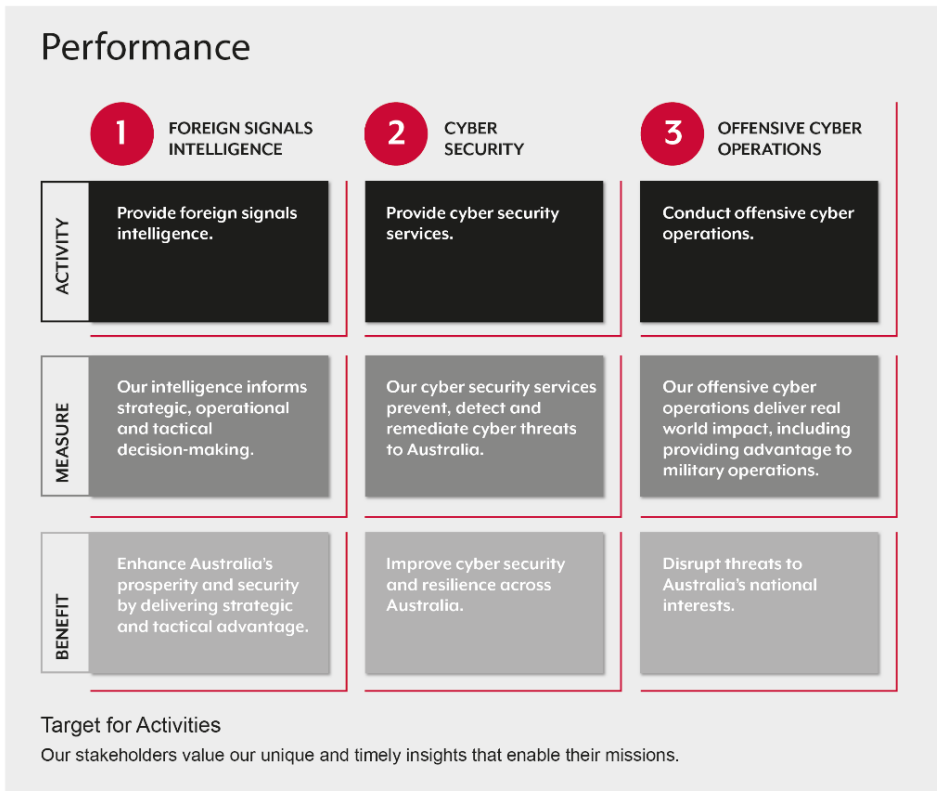 Performance
1
FOREIGN SIGNALS
INTELLIGENCE
2
CYBER
SECURITY
3
OFFENSIVE CYBER
OPERATIONS
ACTIVITY
Provide foreign signals
intelligence.
Provide cyber security
services.
Conduct offensive cyber
operations.
MEASURE
Our intelligence informs
strategic, operational
and tactical
decision-making.
Our cyber security services
prevent, detect and
remediate cyber threats
to Australia.
Our offensive cyber
operations deliver real
world impact, including
providing advantage to
military operations.
BENEFIT
Enhance Australia's
prosperity and security
by delivering strategic
and tactical advantage.
Improve cyber security
and resilience across
Australia.
Disrupt threats to
Australia's national
interests.
Target for Activities
Our stakeholders value our unique and timely insights that enable their missions.